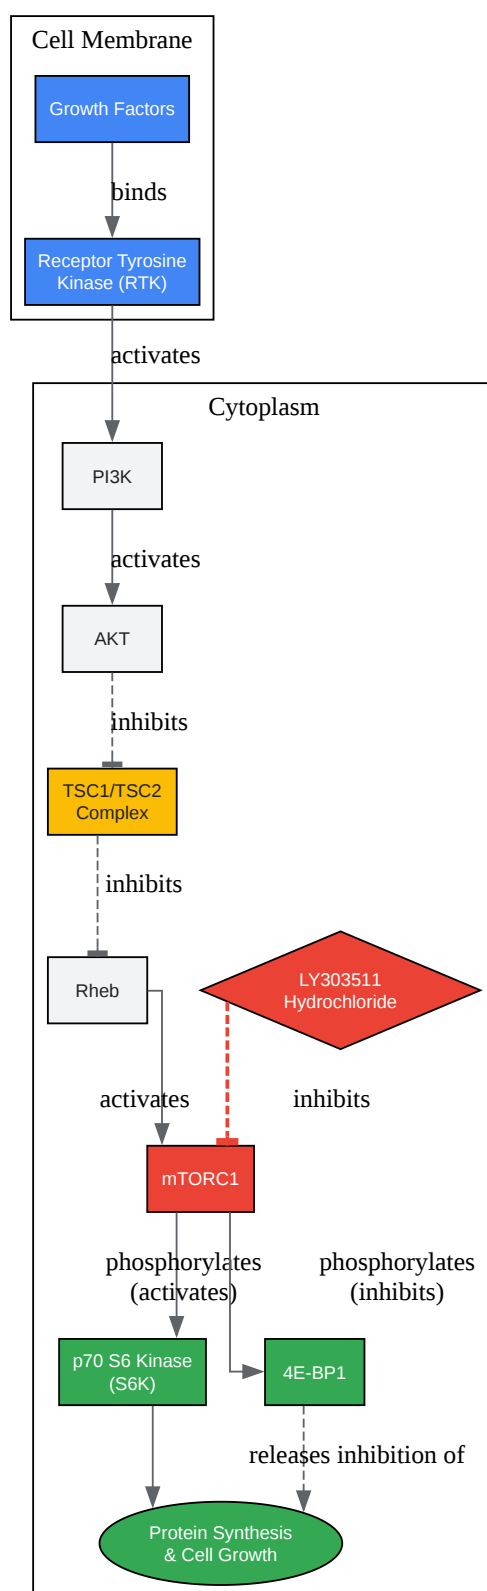 Cell Membrane
Growth Factors
binds
Receptor Tyrosine
Kinase (RTK)
activates
Cytoplasm
PI3K
activates
AKT
inhibits
TSC1/TSC2
Complex
inhibits
Rheb
LY303511
Hydrochloride
activates
inhibits
mTORC1
phosphorylates
(activates)
phosphorylates
(inhibits)
p70 S6 Kinase
(S6K)
4E-BP1
releases inhibition of
Protein Synthesis
& Cell Growth